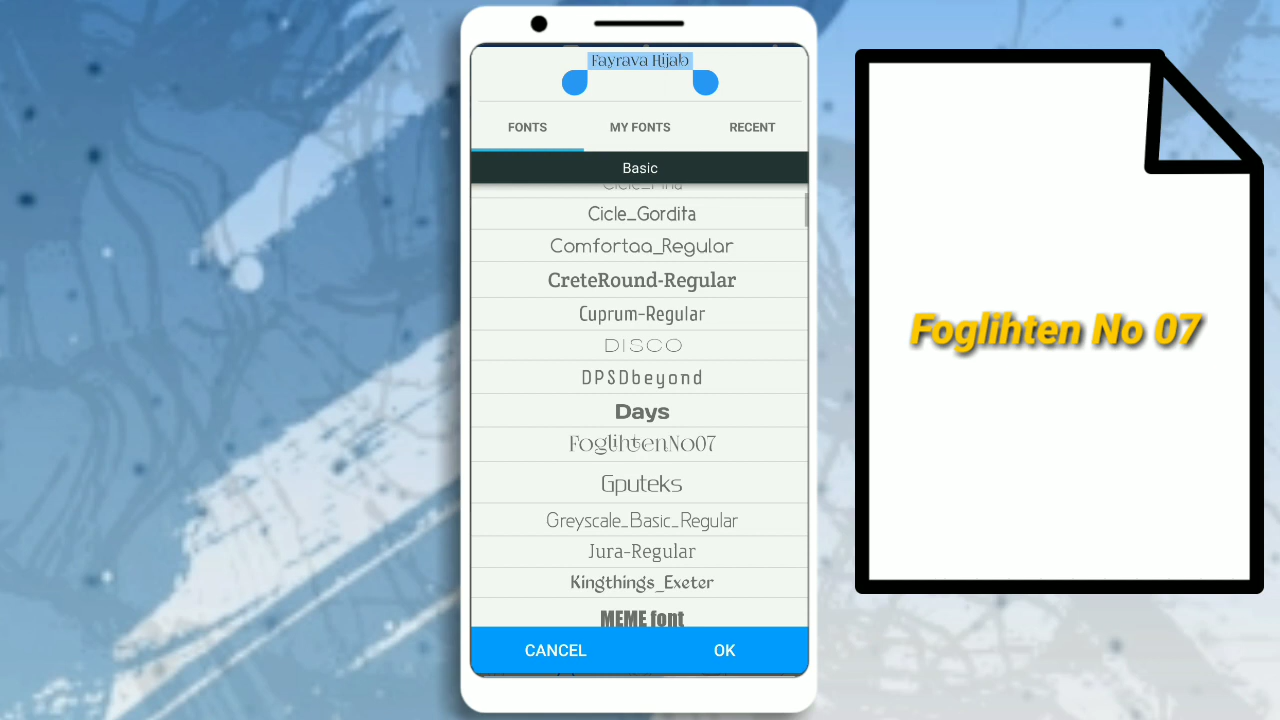 Fayrava Hijab
FONTS
MY FONTS
RECENT
Basic
Cicle_Gordita
Comfortaa_Regular
CreteRound-Regular
Cuprum-Regular
DISCO
DPSDbeyond
Days
FoglihtenNo07
Gputeks
Greyscale_Basic_Regular
Jura-Regular
Kingthings_Exeter
MEME font
CANCEL
OK
Foglihten No 07